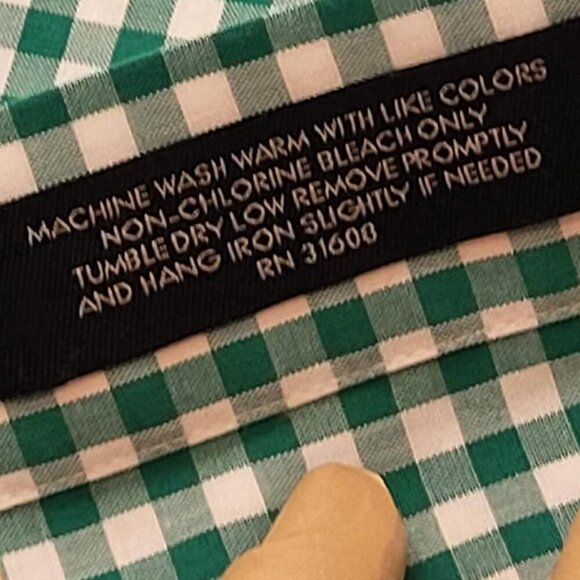 MACHINE WASH WARM WITH LIKE COLORS
NON-CHLORINE BLEACH ONLY
TUMBLE DRY LOW REMOVE PROMPTLY
AND HANG IRON SLIGHTLY IF NEEDED
RN 31608